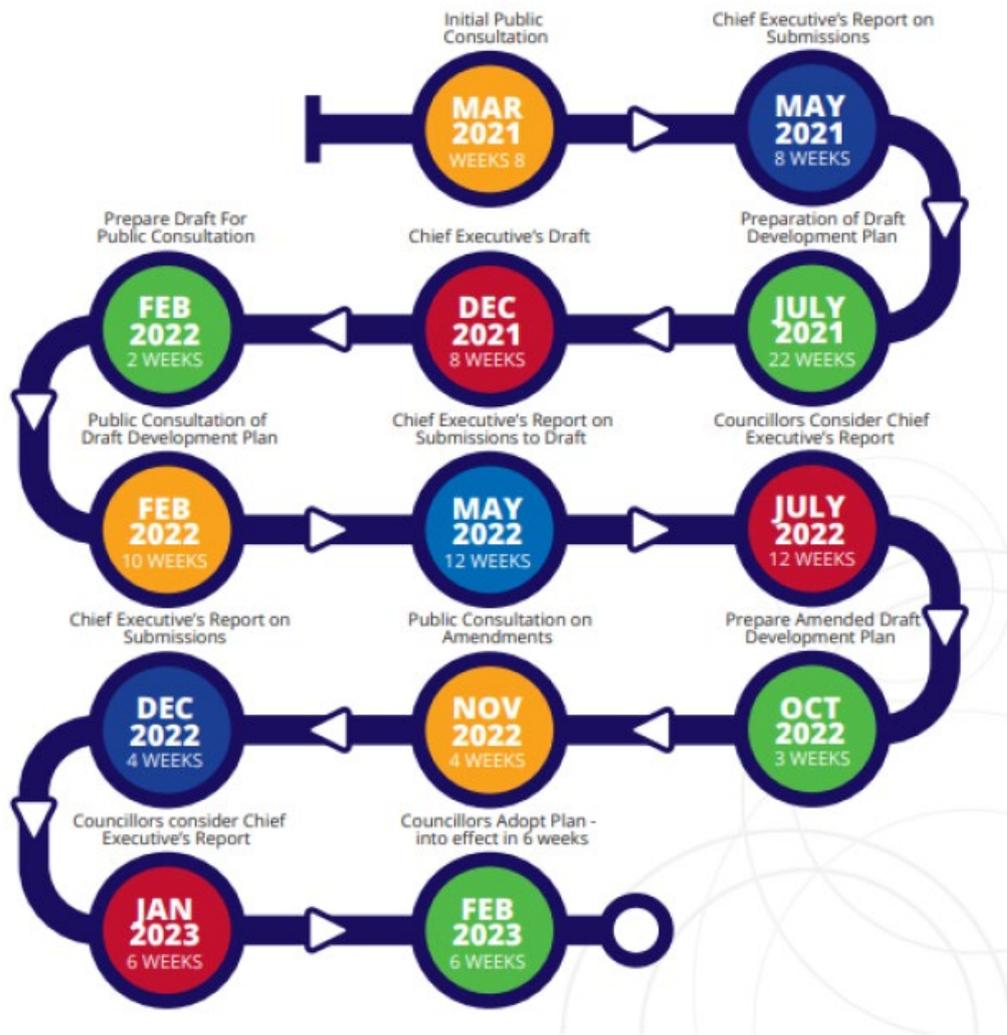 Initial Public
Consultation
MAR
2021
WEEKS 8
Chief Executive's Report on
Submissions
MAY
2021
8 WEEKS
Preparation of Draft
Development Plan
JULY
2021
22 WEEKS
Chief Executive's Draft
DEC
2021
8 WEEKS
Prepare Draft For
Public Consultation
FEB
2022
2 WEEKS
Public Consultation of
Draft Development Plan
FEB
2022
10 WEEKS
Chief Executive's Report on
Submissions to Draft
MAY
2022
12 WEEKS
Councillors Consider Chief
Executive's Report
JULY
2022
12 WEEKS
Prepare Amended Draft
Development Plan
OCT
2022
3 WEEKS
Public Consultation on
Amendments
NOV
2022
4 WEEKS
Chief Executive's Report on
Submissions
DEC
2022
4 WEEKS
Councillors consider Chief
Executive's Report
JAN
2023
6 WEEKS
Councillors Adopt Plan -
into effect in 6 weeks
FEB
2023
6 WEEKS